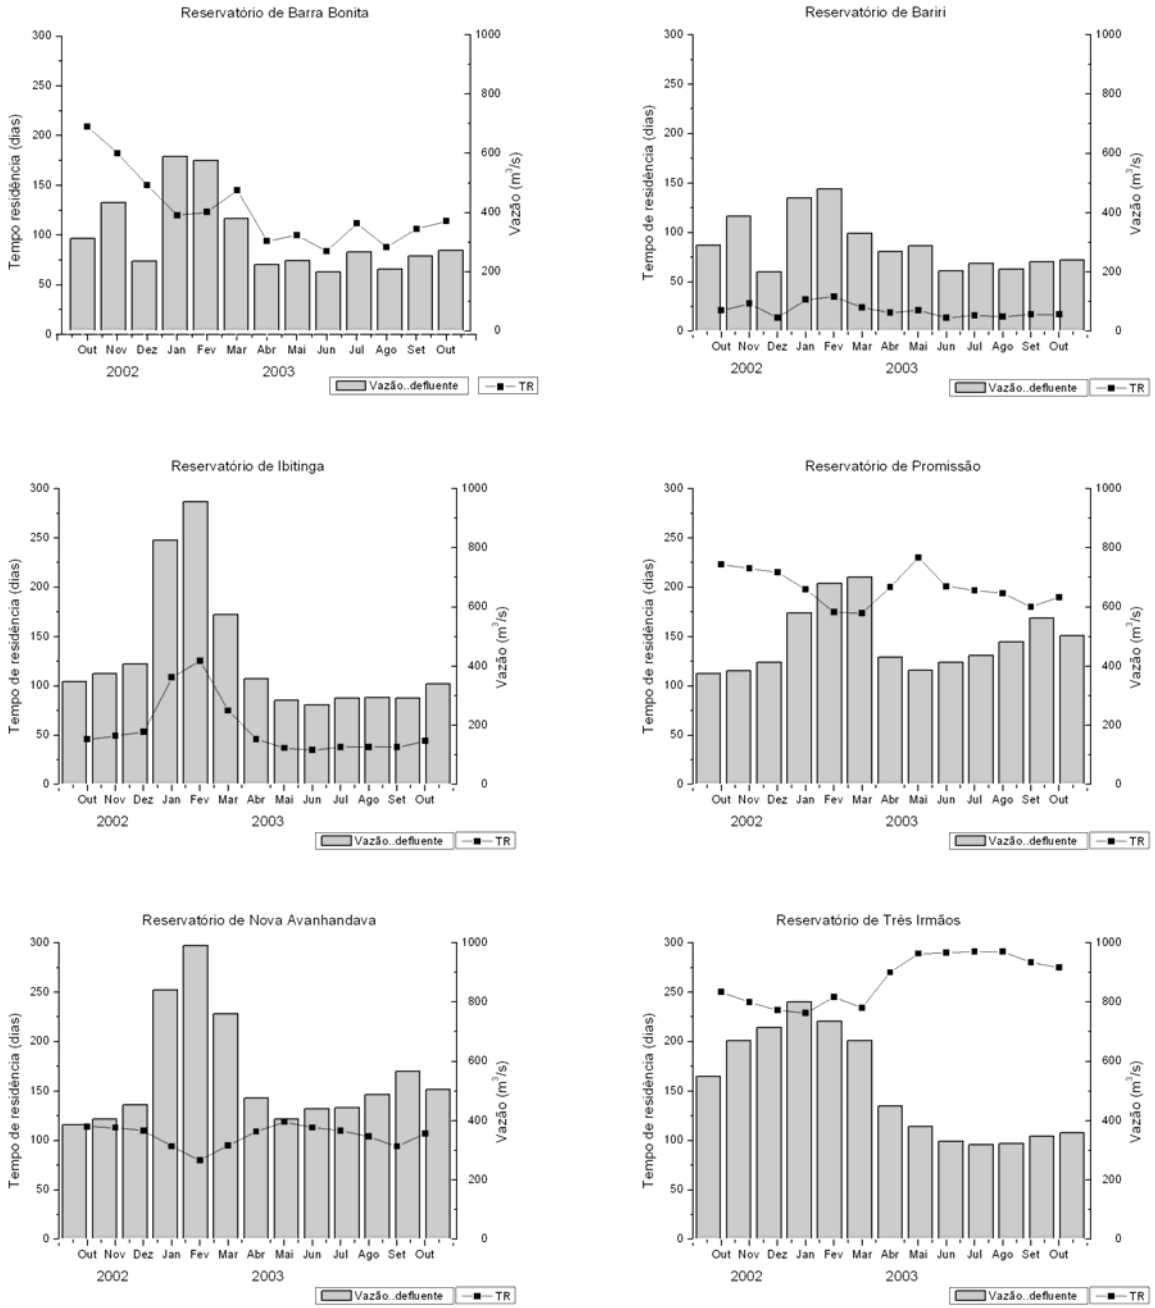 Reservatório de Barra Bonita
Tempo de residência (dias)
300
250
200
150
100
50
0
1000
800
600
400
200
0
Vazão (m³/s)
Out Nov Dez Jan Fev Mar Abr Mai Jun Jul Ago Set Out
2002 2003
Vazão..defluente TR
Reservatório de Bariri
Tempo de residência (dias)
300
250
200
150
100
50
0
1000
800
600
400
200
0
Vazão (m³/s)
Out Nov Dez Jan Fev Mar Abr Mai Jun Jul Ago Set Out
2002 2003
Vazão..defluente TR
Reservatório de Ibitinga
Tempo de residência (dias)
300
250
200
150
100
50
0
1000
800
600
400
200
0
Vazão (m³/s)
Out Nov Dez Jan Fev Mar Abr Mai Jun Jul Ago Set Out
2002 2003
Vazão..defluente TR
Reservatório de Promissão
Tempo de residência (dias)
300
250
200
150
100
50
0
1000
800
600
400
200
0
Vazão (m³/s)
Out Nov Dez Jan Fev Mar Abr Mai Jun Jul Ago Set Out
2002 2003
Vazão..defluente TR
Reservatório de Nova Avanhandava
Tempo de residência (dias)
300
250
200
150
100
50
0
1000
800
600
400
200
0
Vazão (m³/s)
Out Nov Dez Jan Fev Mar Abr Mai Jun Jul Ago Set Out
2002 2003
Vazão..defluente TR
Reservatório de Três Irmãos
Tempo de residência (dias)
300
250
200
150
100
50
0
1000
800
600
400
200
0
Vazão (m³/s)
Out Nov Dez Jan Fev Mar Abr Mai Jun Jul Ago Set Out
2002 2003
Vazão..defluente TR